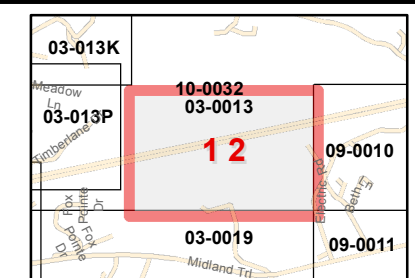 03-013K
10-0032
03-0013
Meadow
Ln
03-013P
Timberlane Dr
1 2
09-0010
Electric Rd
Beth Ln
Fox
Pointe
Dr
Fox
Pointe
Dr
03-0019
09-0011
Midland Trl